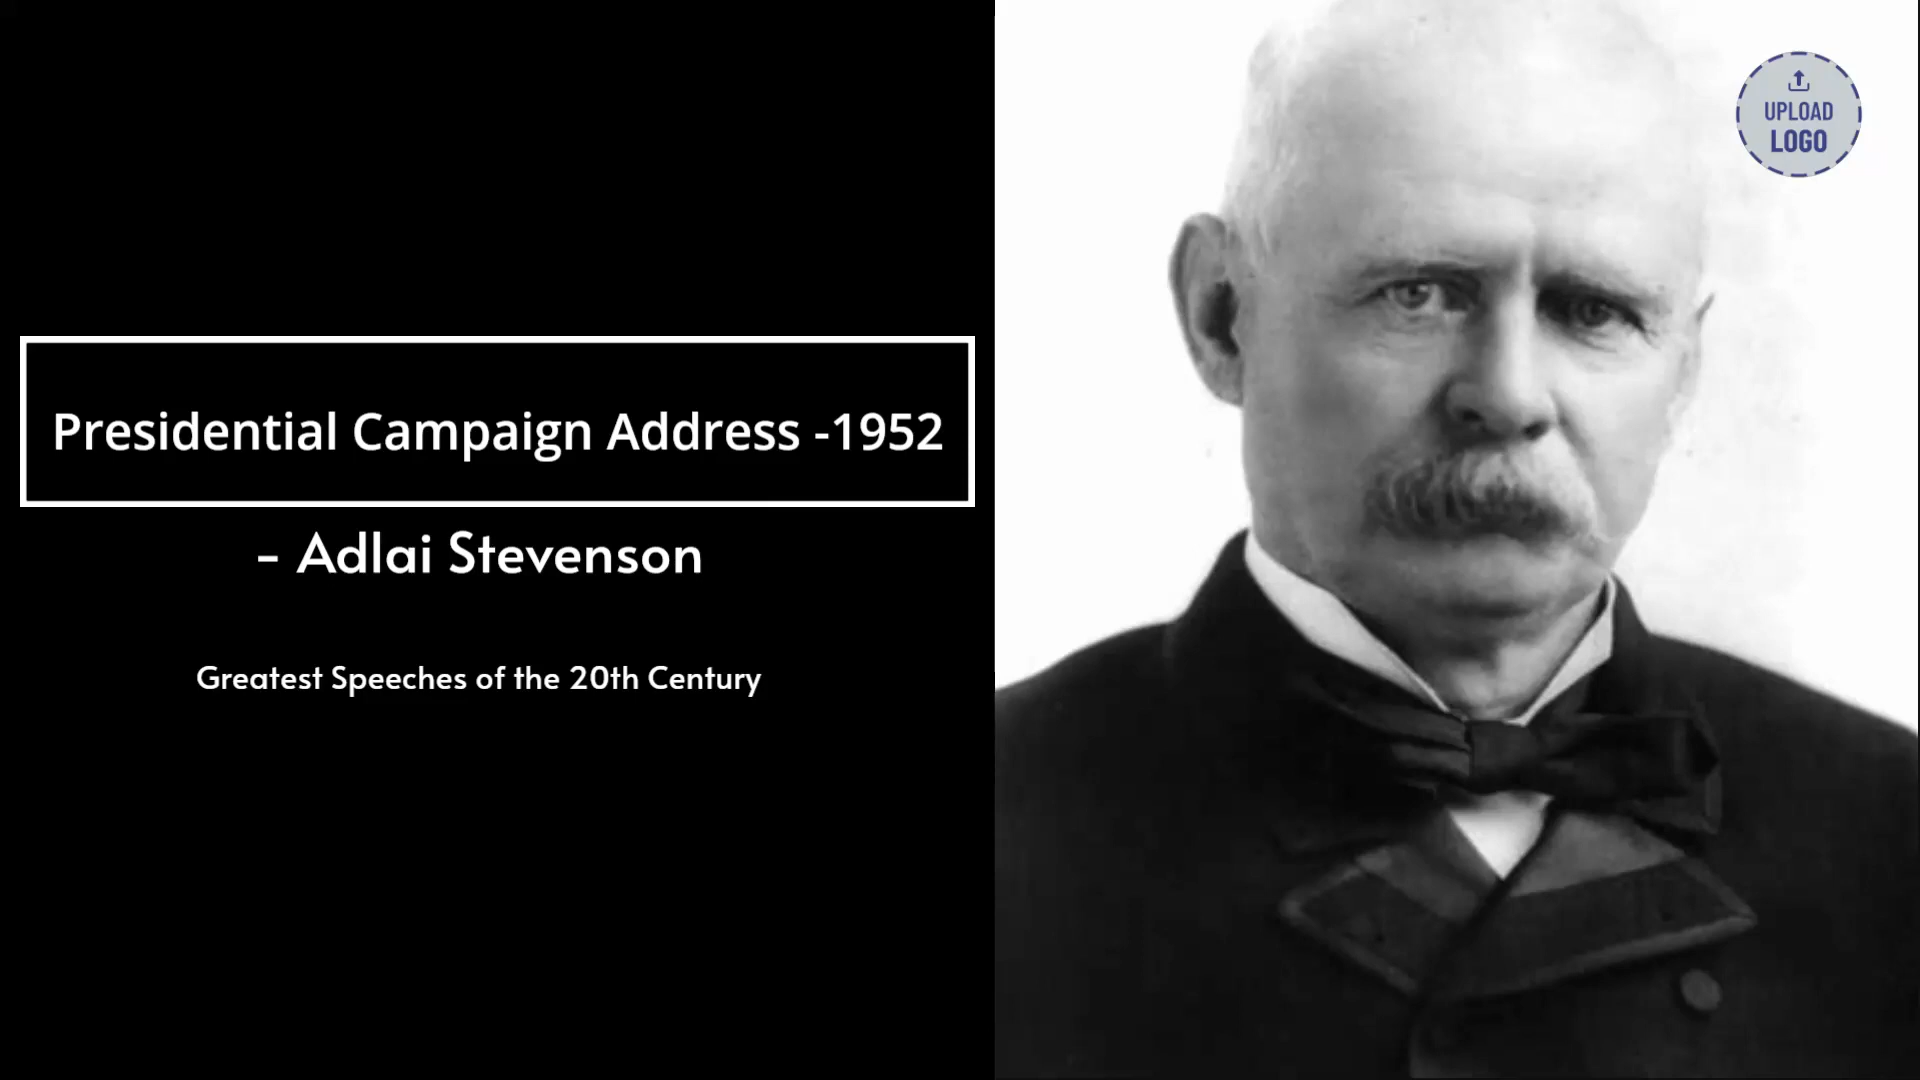 Presidential Campaign Address -1952
- Adlai Stevenson
Greatest Speeches of the 20th Century
UPLOAD
LOGO